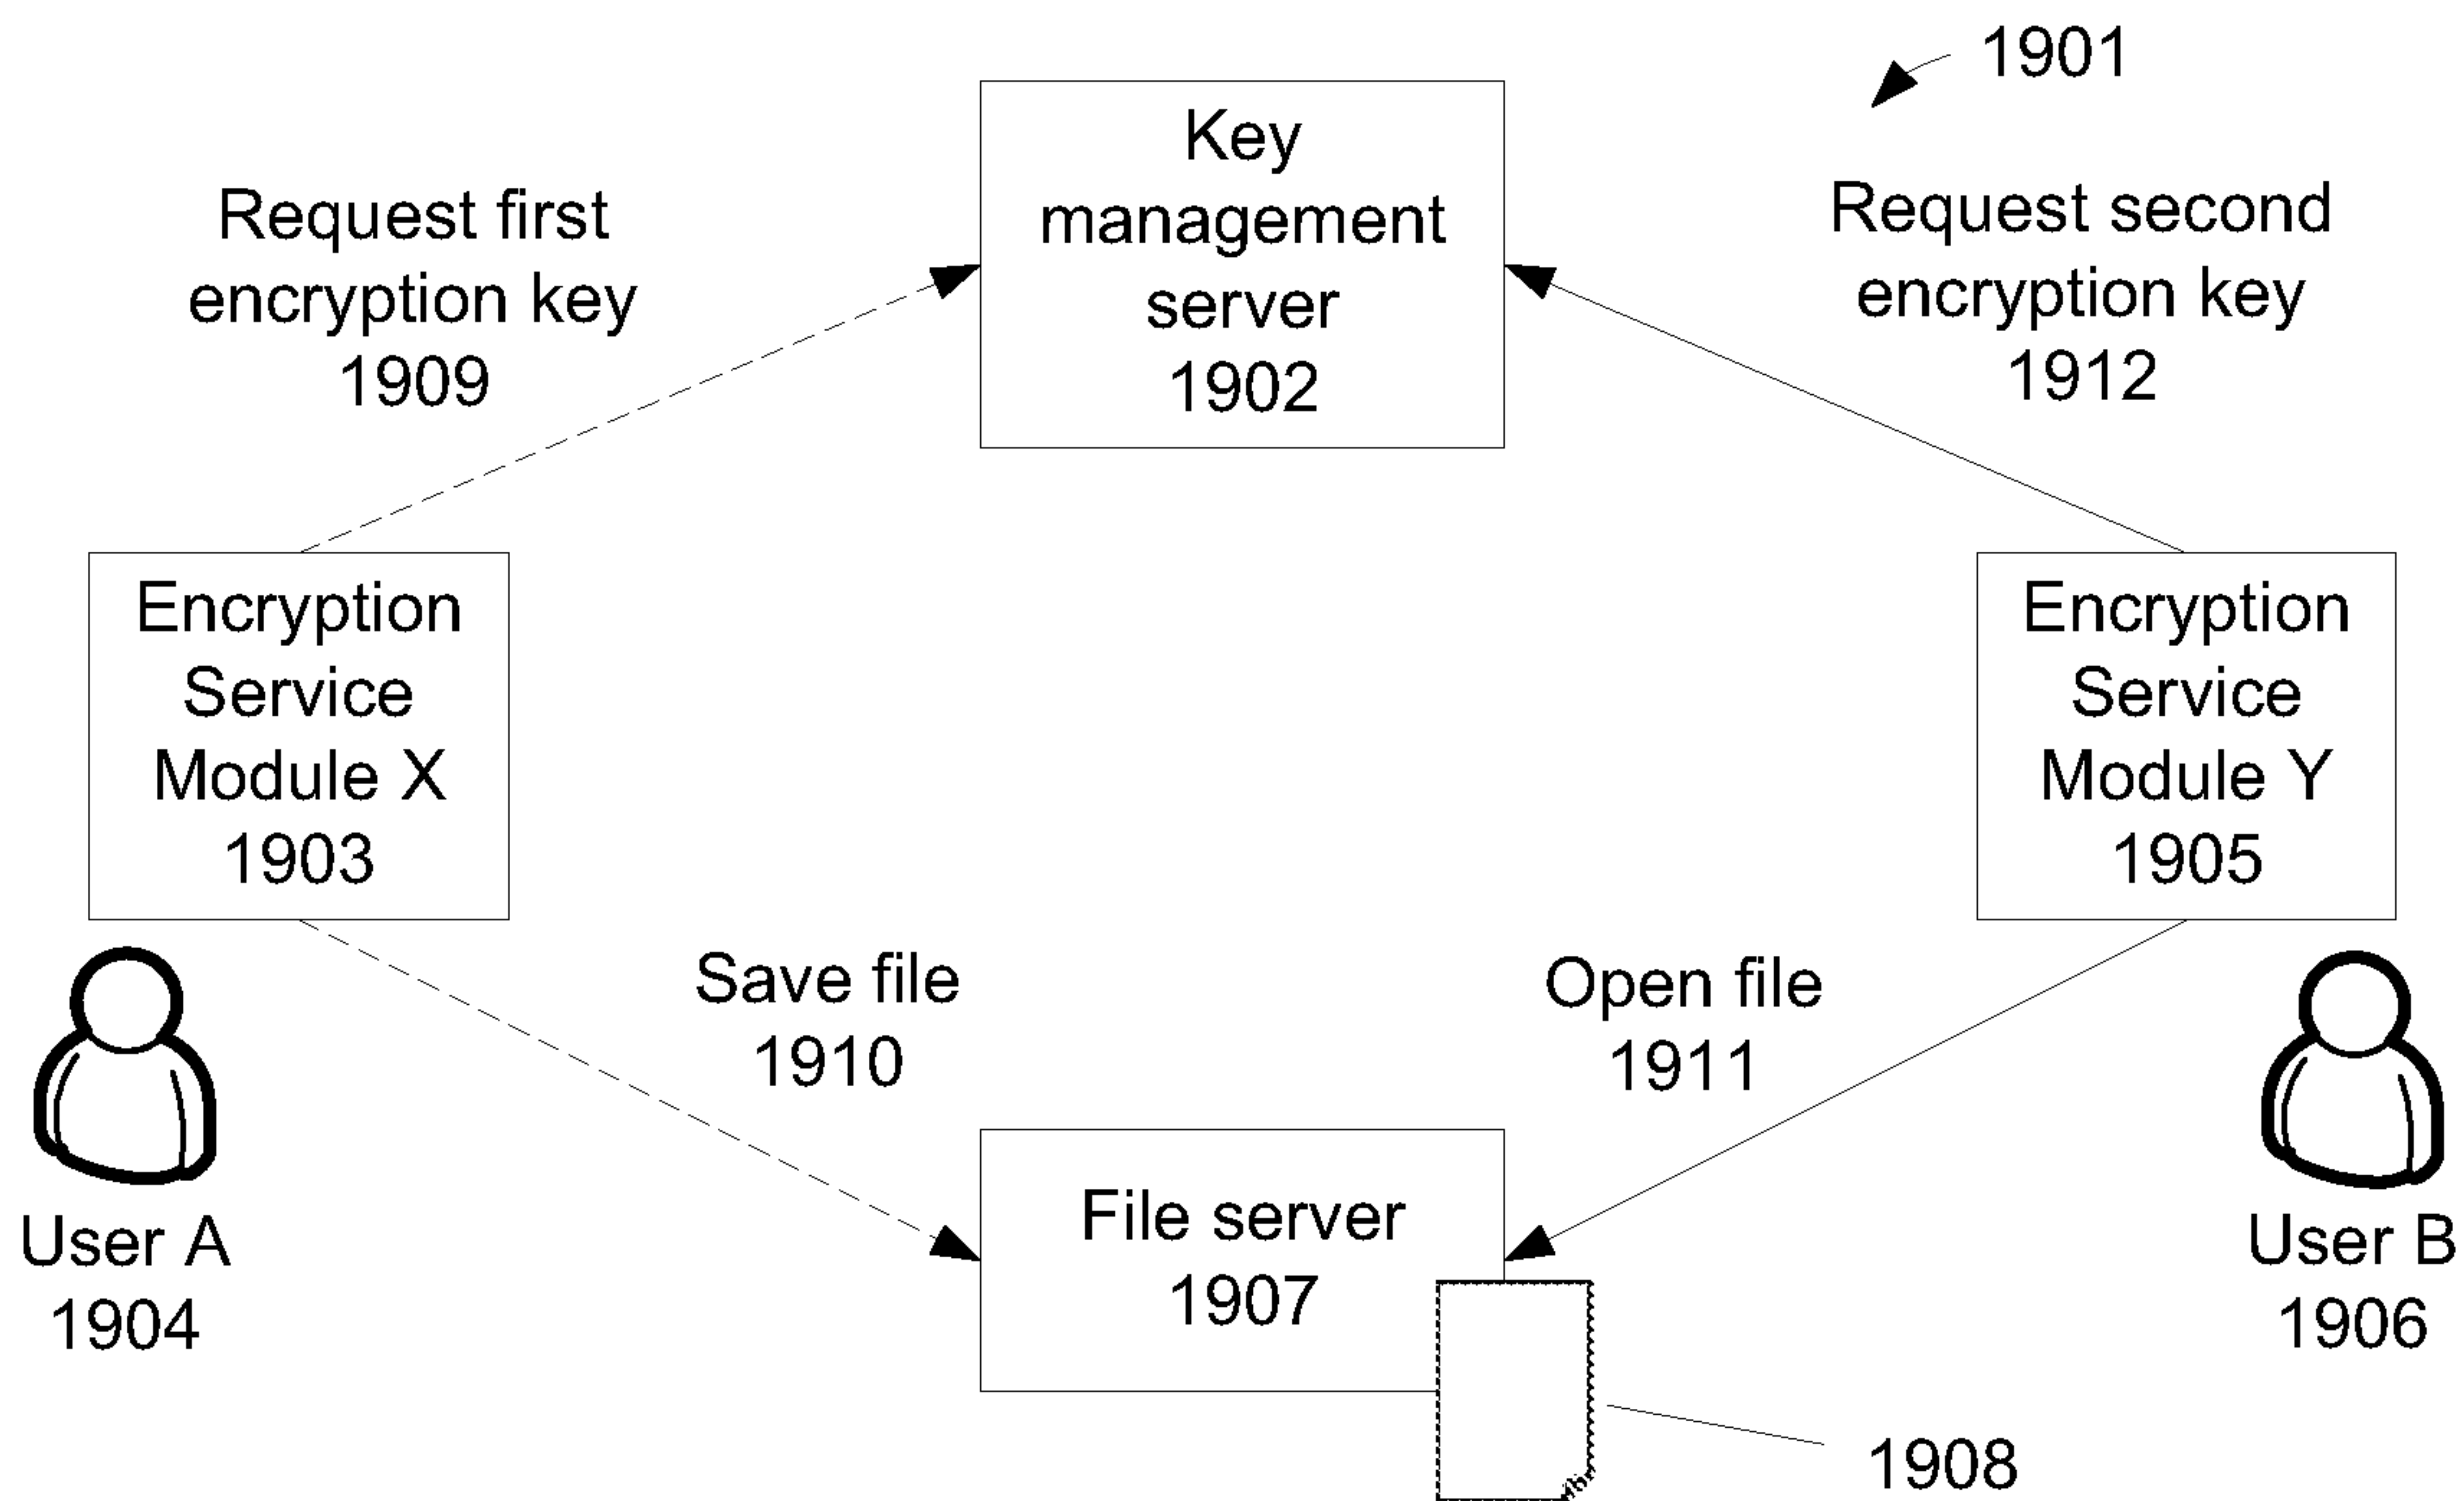 1901
Key
management
server
1902
Request first
encryption key
1909
Request second
encryption key
1912
Encryption
Service
Module X
1903
Encryption
Service
Module Y
1905
Save file
1910
Open file
1911
User A
1904
File server
1907
User B
1906
1908